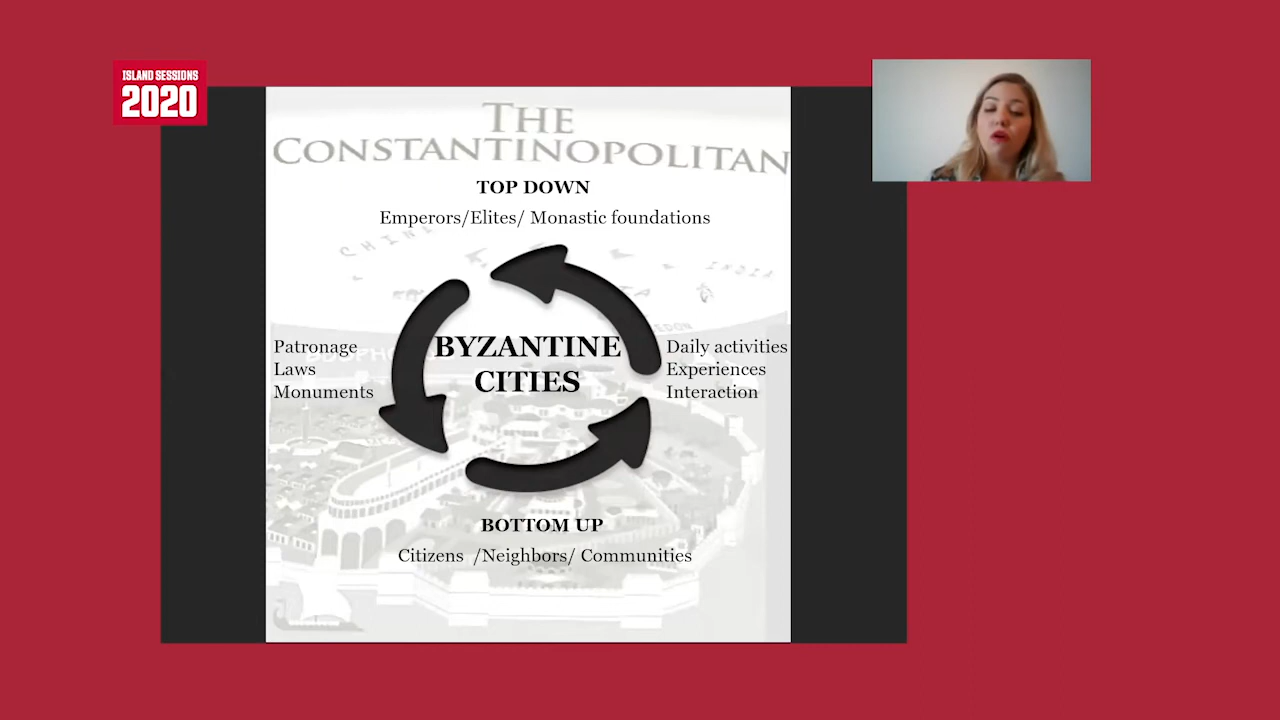 ISLAND SESSIONS
2020
THE
CONSTANTINOPOLITAN
TOP DOWN
Emperors/Elites/ Monastic foundations
INDIA
BYZANTINE
CITIES
Patronage
Laws
Monuments
Daily activities
Experiences
Interaction
BOTTOM UP
Citizens /Neighbors/ Communities